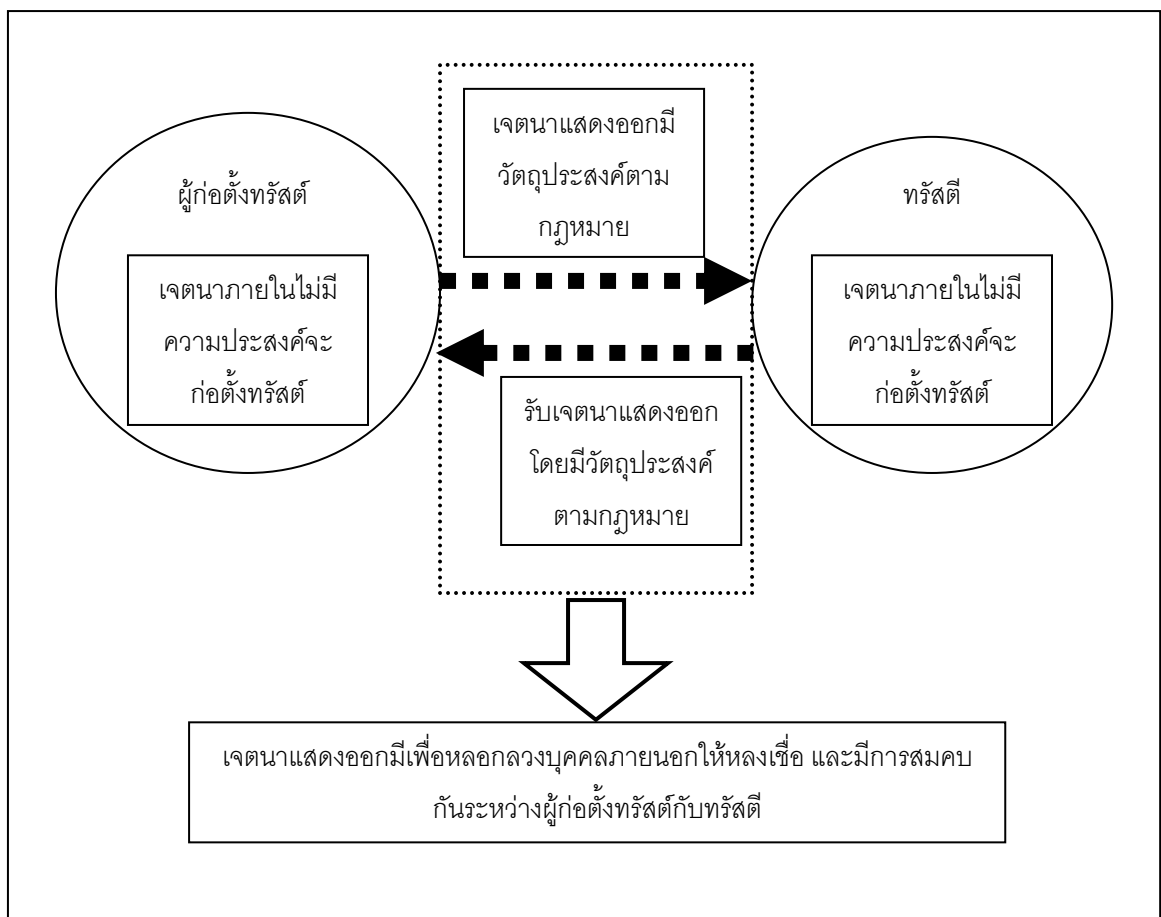 ผู้ก่อตั้งทรัสต์
เจตนาภายในไม่มี
ความประสงค์จะ
ก่อตั้งทรัสต์
เจตนาแสดงออกมี
วัตถุประสงค์ตาม
กฎหมาย
รับเจตนาแสดงออก
โดยมีวัตถุประสงค์
ตามกฎหมาย
ทรัสตี
เจตนาภายในไม่มี
ความประสงค์จะ
ก่อตั้งทรัสต์
เจตนาแสดงออกมีเพื่อหลอกลวงบุคคลภายนอกให้หลงเชื่อ และมีการสมคบ
กันระหว่างผู้ก่อตั้งทรัสต์กับทรัสตี